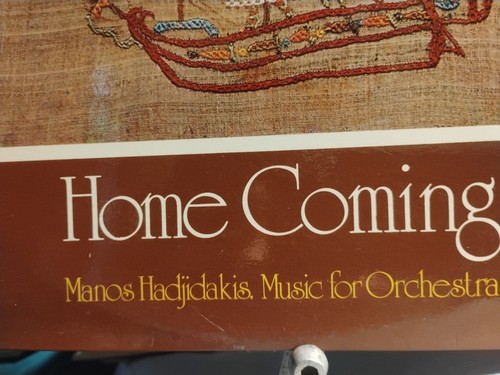 Home Coming
Manos Hadjidakis, Music for Orchestra